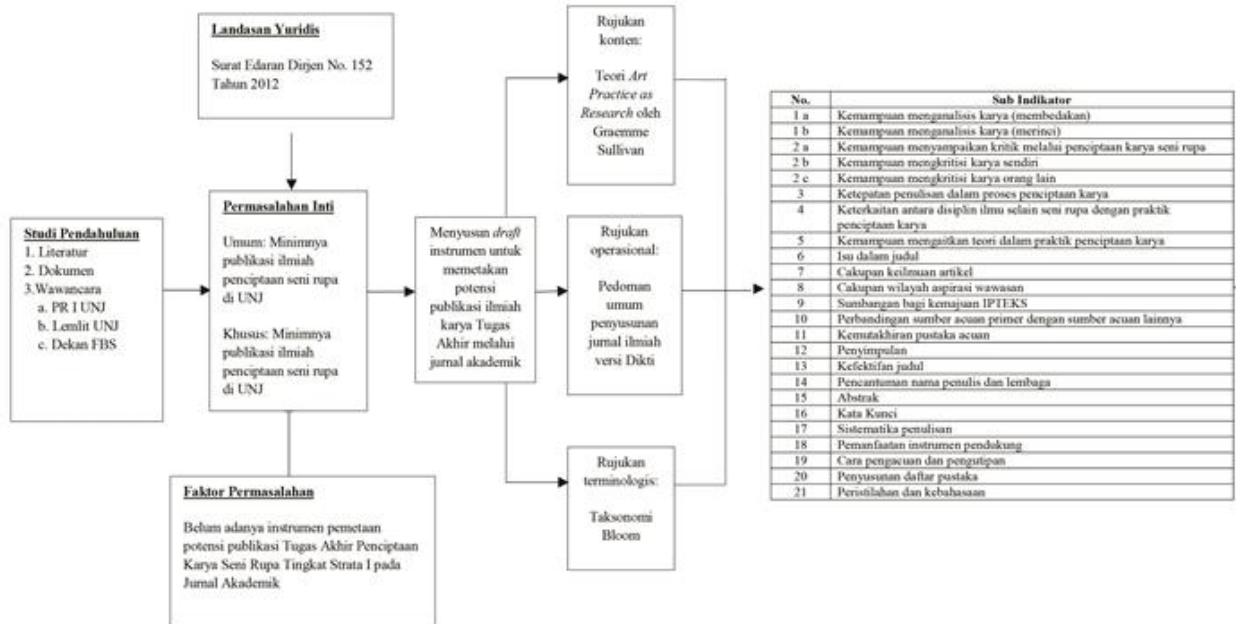 Landasan Yuridis
Surat Edaran Dirjen No. 152
Tahun 2012
Studi Pendahuluan
1. Literatur
2. Dokumen
3.Wawancara
a. PR I UNJ
b. Lemlit UNJ
c. Dekan FBS
Permasalahan Inti
Umum: Minimnya
publikasi ilmiah
penciptaan seni rupa
di UNJ
Khusus: Minimnya
publikasi ilmiah
penciptaan seni rupa
di UNJ
Faktor Permasalahan
Belum adanya instrumen pemetaan
potensi publikasi Tugas Akhir Penciptaan
Karya Seni Rupa Tingkat Strata I pada
Jurnal Akademik
Menyusun draft
instrumen untuk
memetakan
potensi
publikasi ilmiah
karya Tugas
Akhir melalui
jurnal akademik
Rujukan
konten:
Teori Art
Practice as
Research oleh
Graemme
Sullivan
Rujukan
operasional:
Pedoman
umum
penyusunan
jurnal ilmiah
versi Dikti
Rujukan
terminologis:
Taksonomi
Bloom
No. Sub Indikator
1 a Kemampuan menganalisis karya (membedakan)
1 b Kemampuan menganalisis karya (merinci)
2 a Kemampuan menyampaikan kritik melalui penciptaan karya seni rupa
2 b Kemampuan mengkritisi karya sendiri
2 c Kemampuan mengkritisi karya orang lain
3 Ketepatan penulisan dalam proses penciptaan karya
4 Keterkaitan antara disiplin ilmu selain seni rupa dengan praktik
penciptaan karya
5 Kemampuan mengaitkan teori dalam praktik penciptaan karya
6 Isu dalam judul
7 Cakupan keilmuan artikel
8 Cakupan wilayah aspirasi wawasan
9 Sumbangan bagi kemajuan IPTEKS
10 Perbandingan sumber acuan primer dengan sumber acuan lainnya
11 Kemutakhiran pustaka acuan
12 Penyimpulan
13 Kefektifan judul
14 Pencantuman nama penulis dan lembaga
15 Abstrak
16 Kata Kunci
17 Sistematika penulisan
18 Pemanfaatan instrumen pendukung
19 Cara pengacuan dan pengutipan
20 Penyusunan daftar pustaka
21 Peristilahan dan kebahasaan